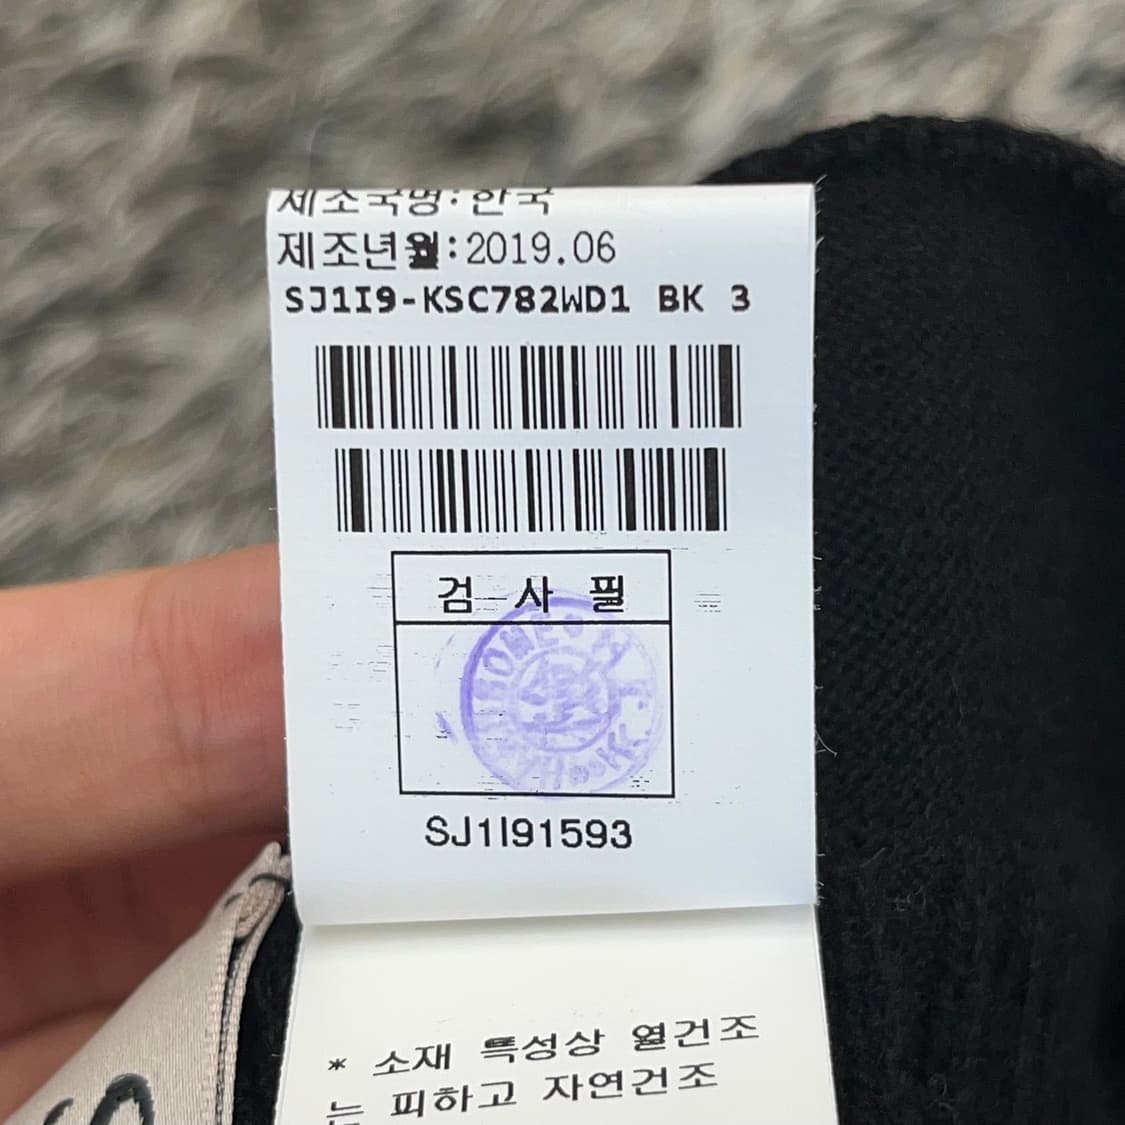 제조국명:한국
제조년월:2019.06
SJ1I9-KSC782WD1 BK 3
검 사 필
SJ1I91593
* 소재 특성상 열건조
는 피하고 자연건조